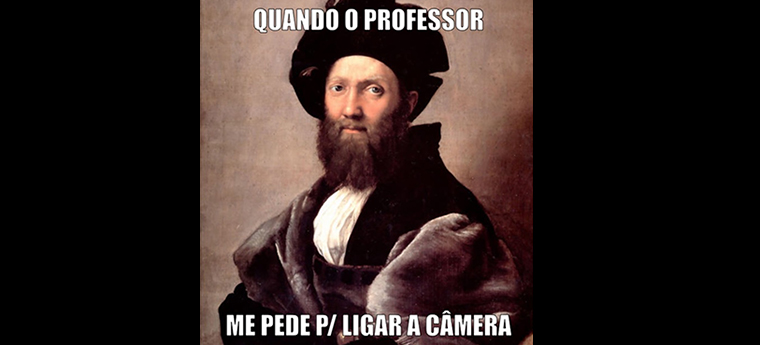 QUANDO O PROFESSOR
ME PEDE P/ LIGAR A CÂMERA